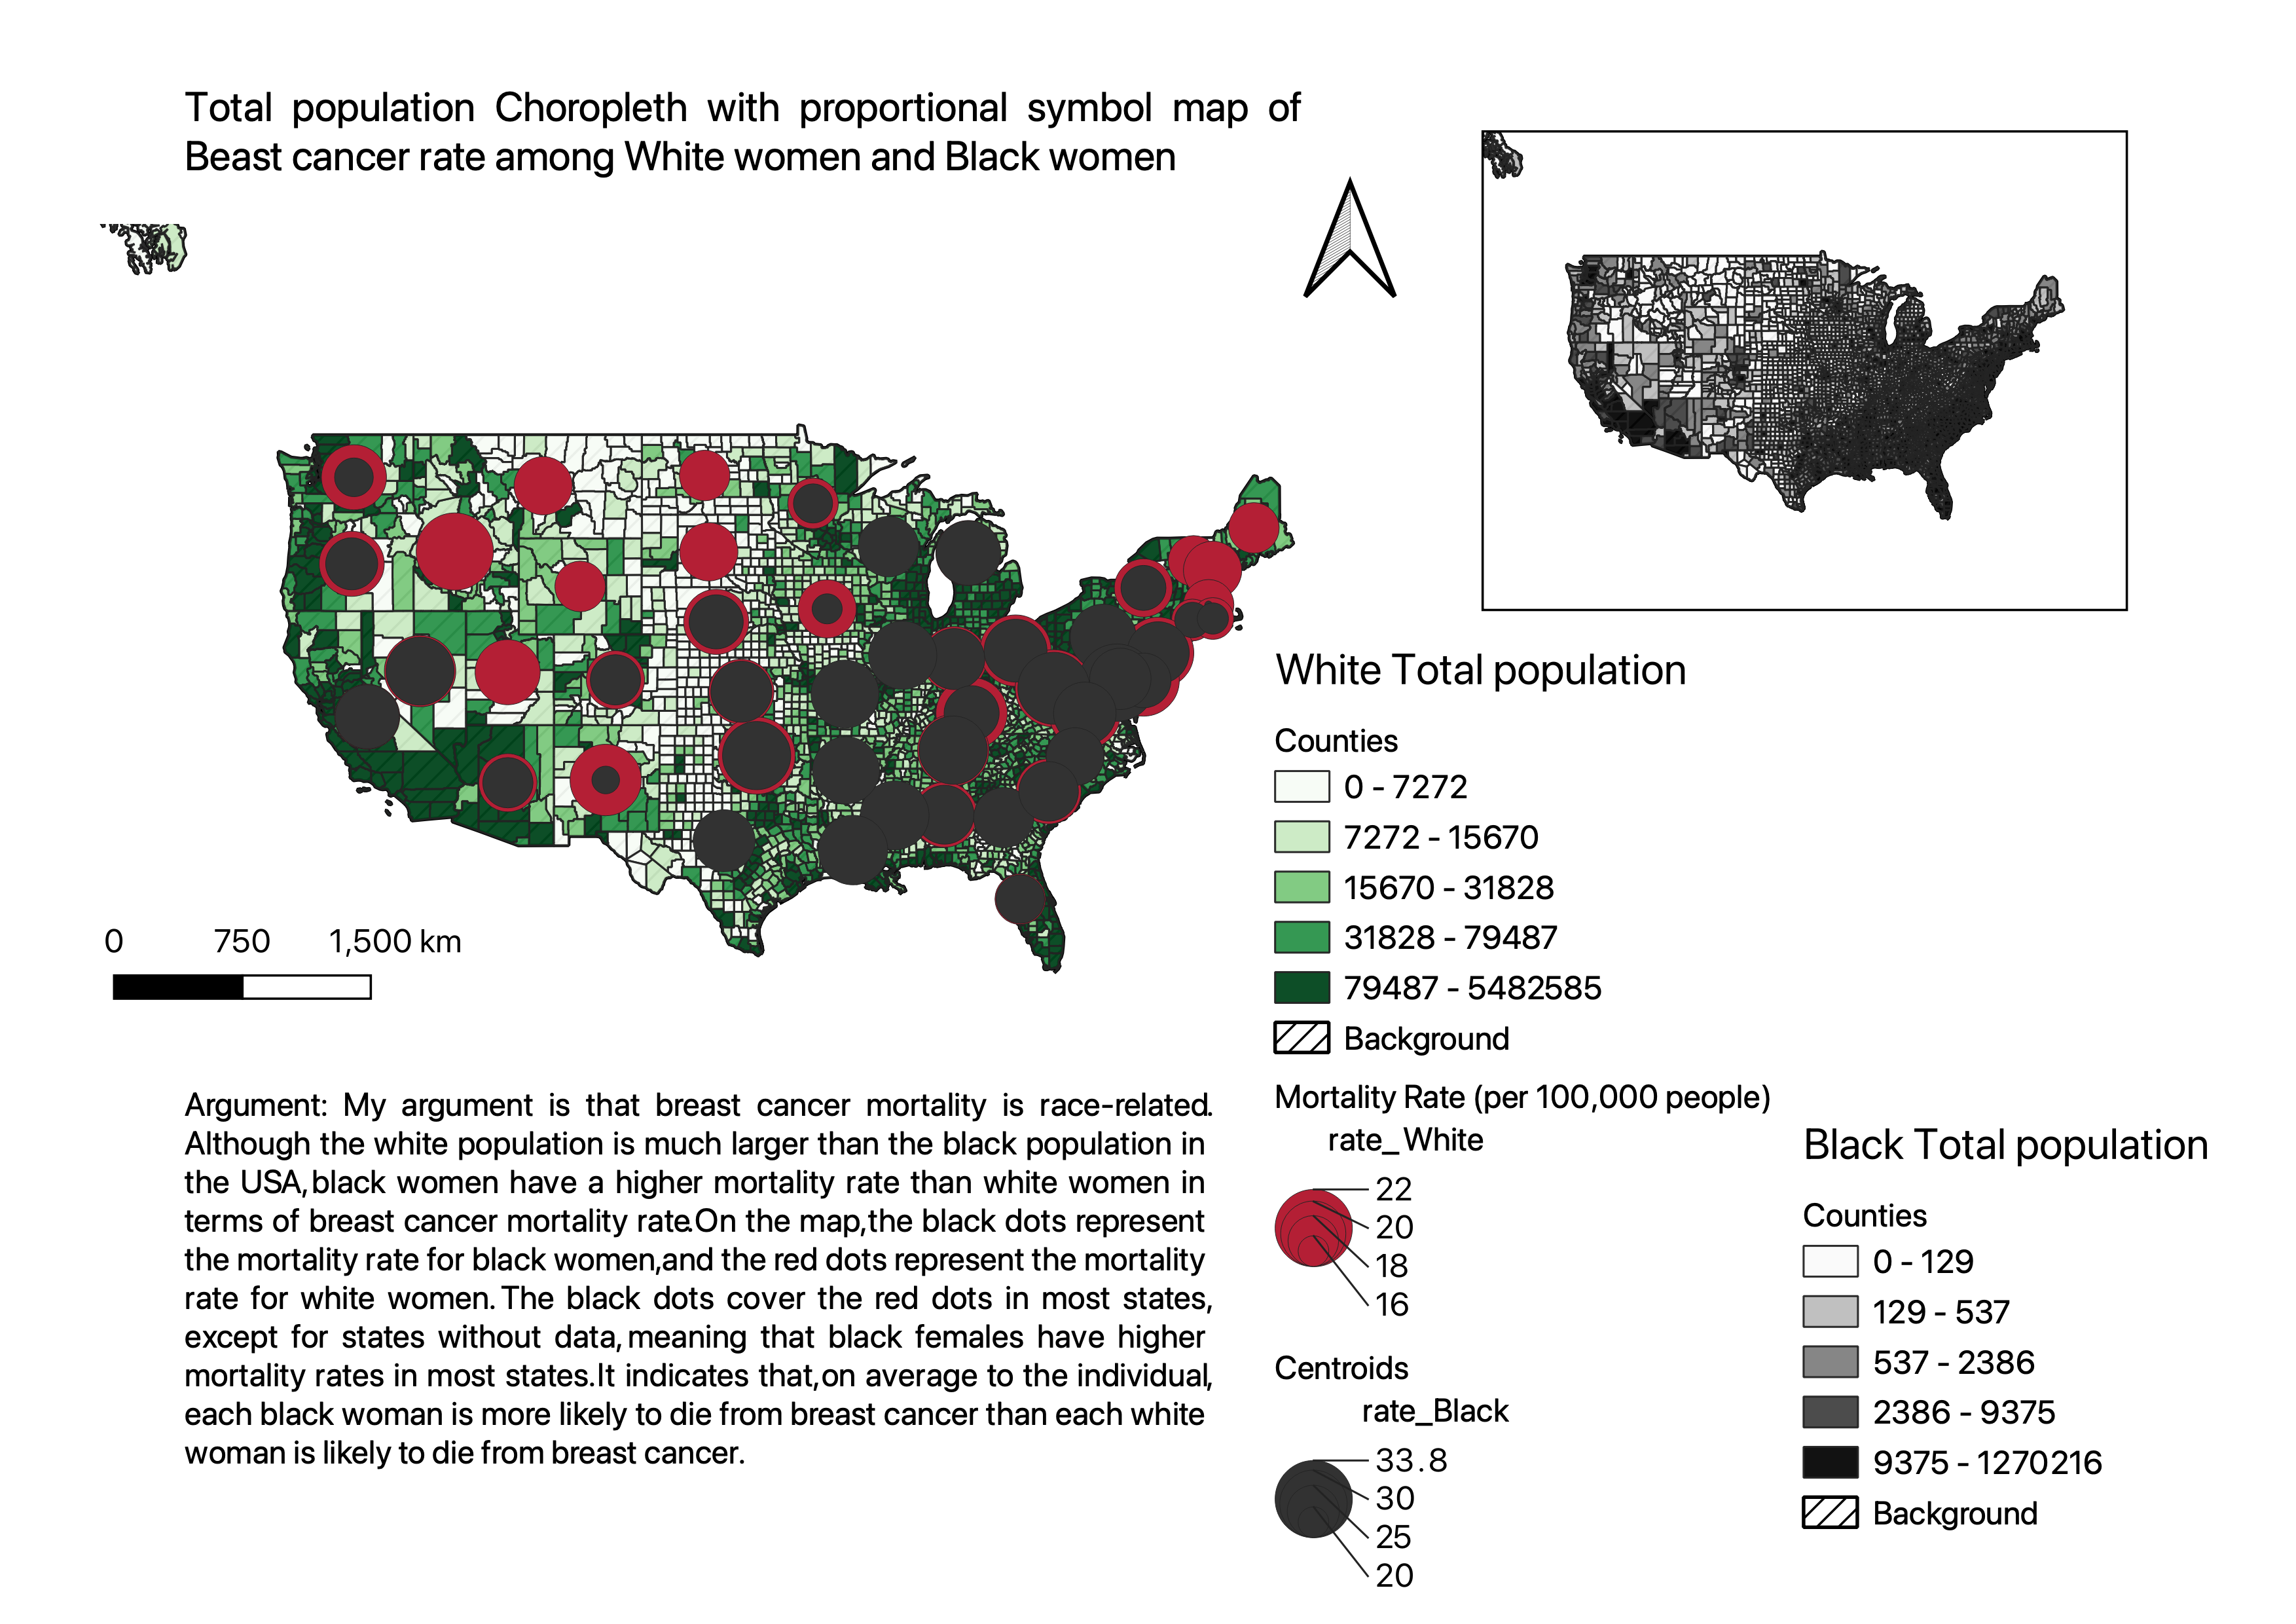 Total population Choropleth with proportional symbol map of
Beast cancer rate among White women and Black women
0 750 1,500 km
White Total population
Counties
0 - 7272
7272 - 15670
15670 - 31828
31828 - 79487
79487 - 5482585
Background
Mortality Rate (per 100,000 people)
rate_White
22
20
18
16
Centroids
rate_Black
33.8
30
25
20
Black Total population
Counties
0 - 129
129 - 537
537 - 2386
2386 - 9375
9375 - 1270216
Background
Argument: My argument is that breast cancer mortality is race-related.
Although the white population is much larger than the black population in
the USA,black women have a higher mortality rate than white women in
terms of breast cancer mortality rate.On the map,the black dots represent
the mortality rate for black women,and the red dots represent the mortality
rate for white women. The black dots cover the red dots in most states,
except for states without data, meaning that black females have higher
mortality rates in most states.It indicates that,on average to the individual,
each black woman is more likely to die from breast cancer than each white
woman is likely to die from breast cancer.